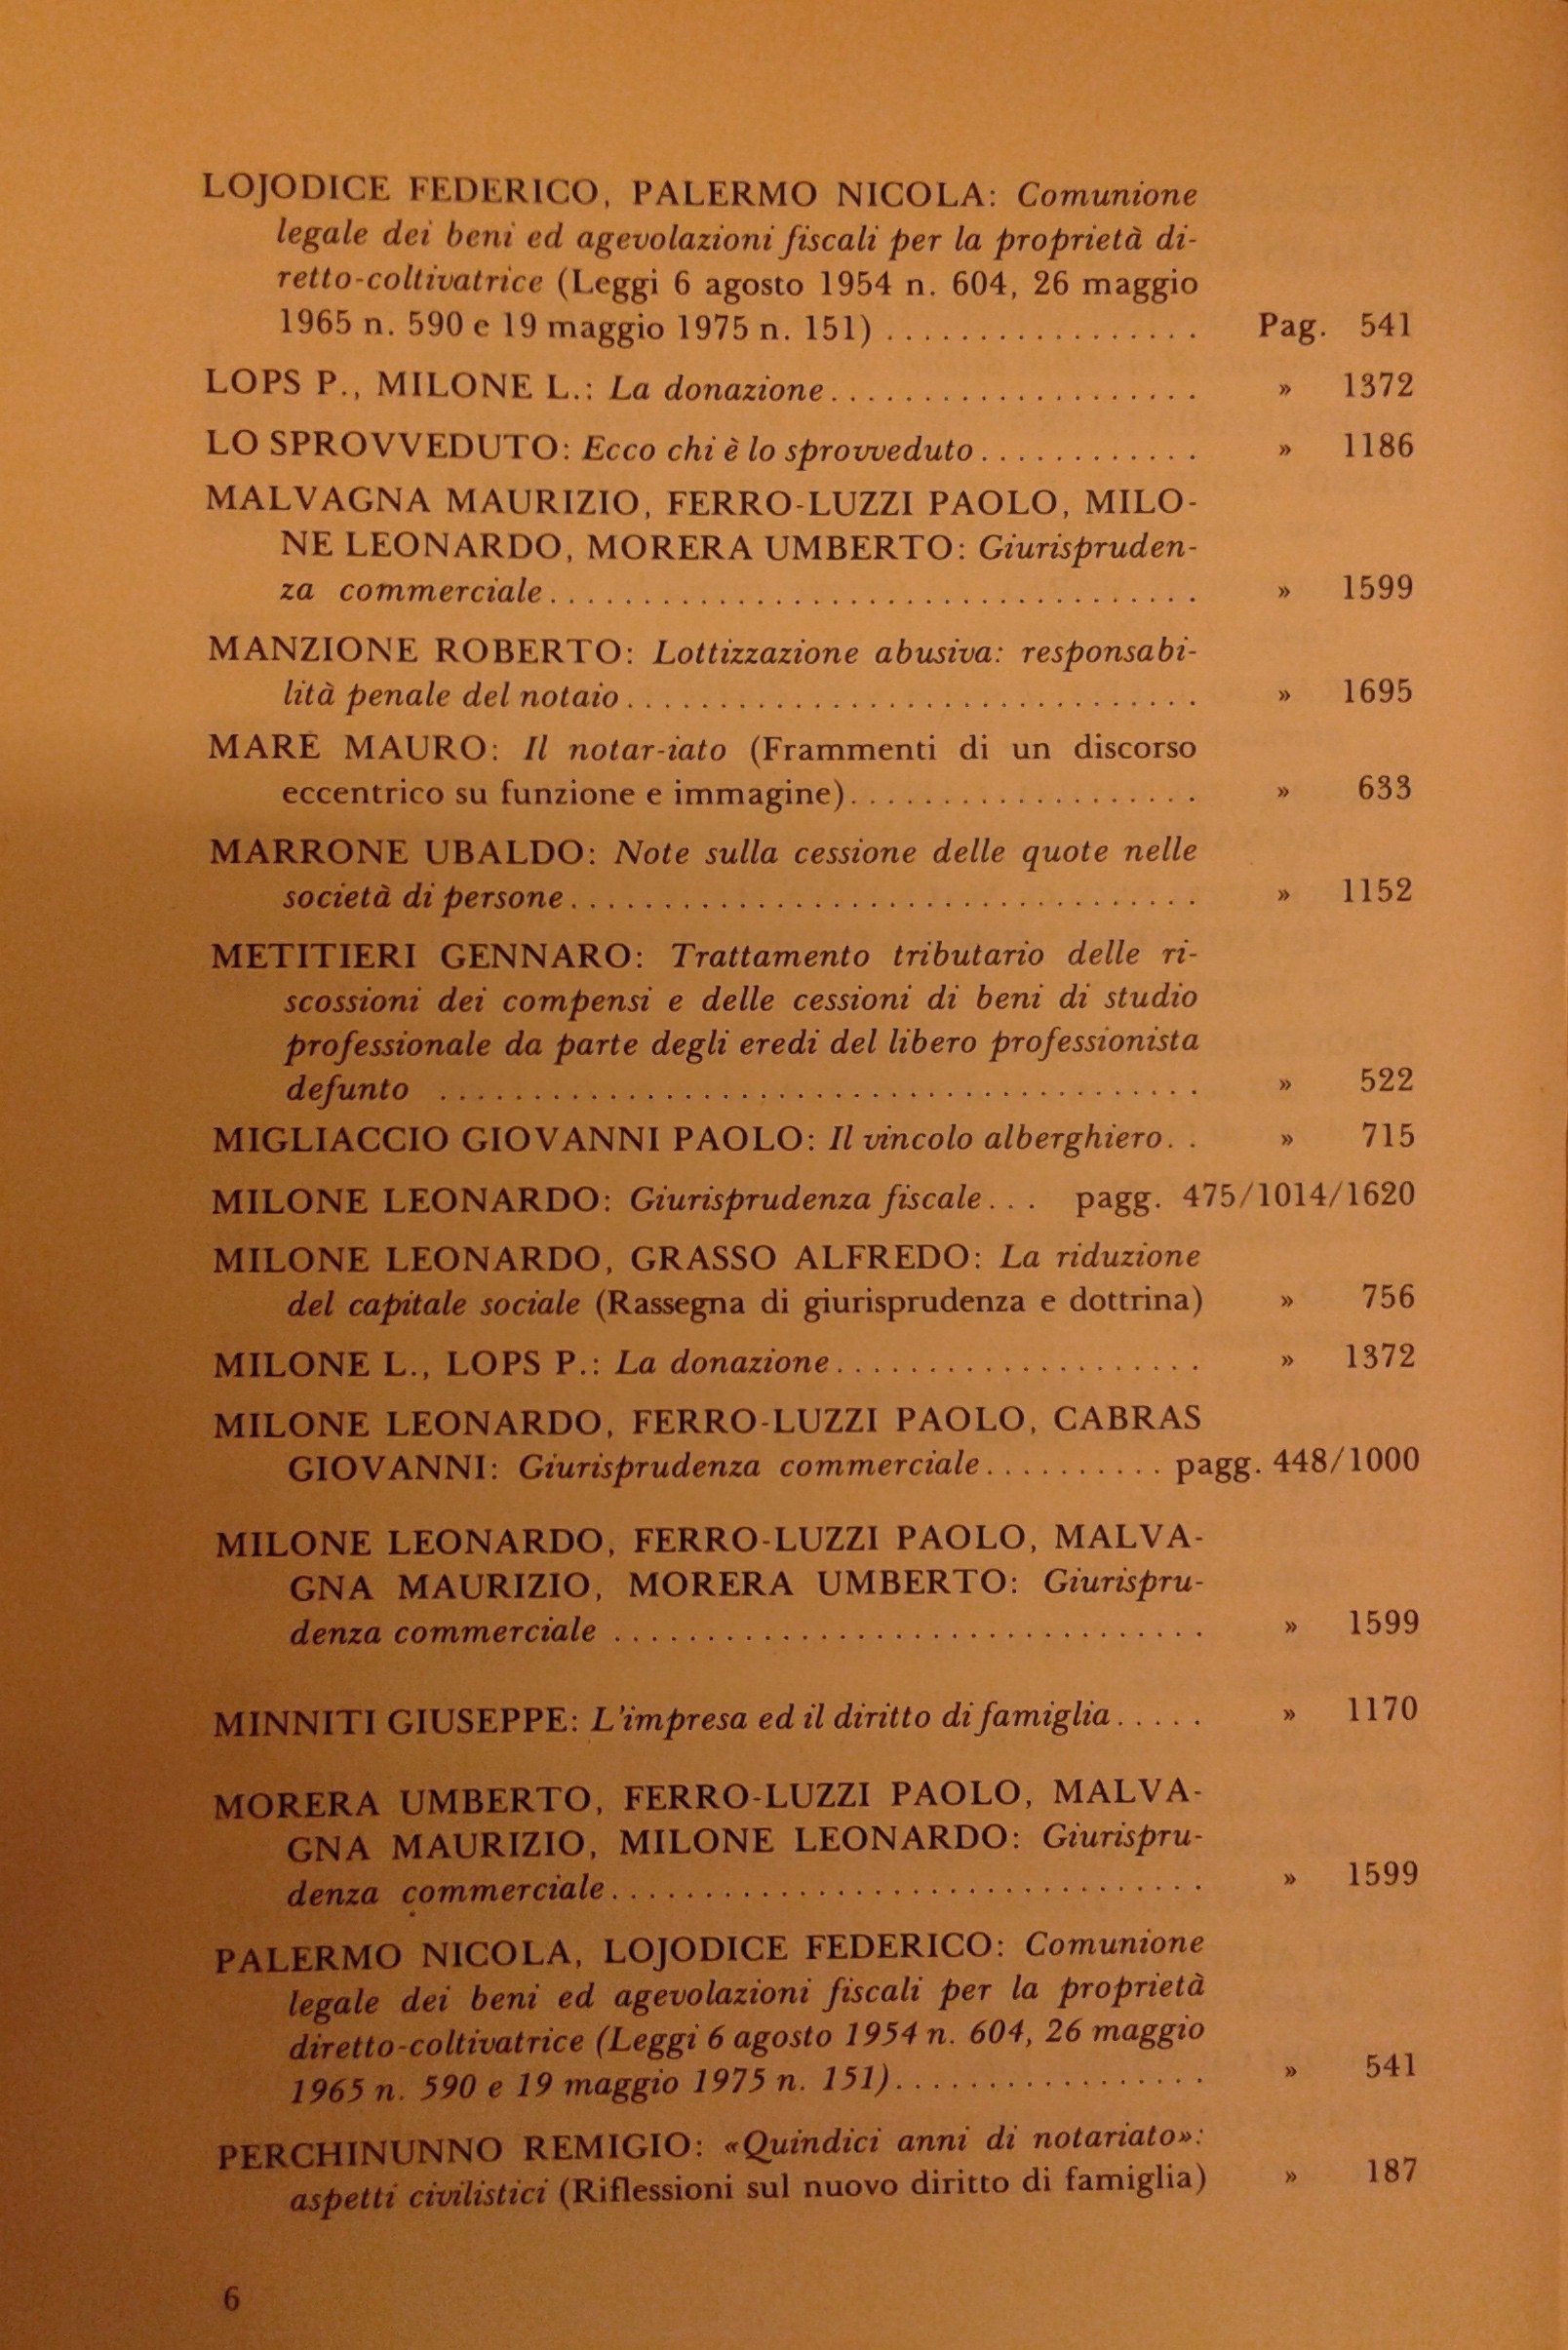 LOJODICE FEDERICO, PALERMO NICOLA: Comunione
legale dei beni ed agevolazioni fiscali per la proprietà di-
retto-coltivatrice (Leggi 6 agosto 1954 n. 604, 26 maggio
1965 n. 590 e 19 maggio 1975 n. 151) ................. Pag. 541
LOPS P., MILONE L.: La donazione.................... » 1372
LO SPROVVEDUTO: Ecco chi è lo sprovveduto............ » 1186
MALVAGNA MAURIZIO, FERRO-LUZZI PAOLO, MILO-
NE LEONARDO, MORERA UMBERTO: Giurispruden-
za commerciale................................... » 1599
MANZIONE ROBERTO: Lottizzazione abusiva: responsabi-
lità penale del notaio............................... » 1695
MARÉ MAURO: Il notar-iato (Frammenti di un discorso
eccentrico su funzione e immagine)................... » 633
MARRONE UBALDO: Note sulla cessione delle quote nelle
società di persone.................................. » 1152
METITIERI GENNARO: Trattamento tributario delle ri-
scossioni dei compensi e delle cessioni di beni di studio
professionale da parte degli eredi del libero professionista
defunto ......................................... » 522
MIGLIACCIO GIOVANNI PAOLO: Il vincolo alberghiero. . » 715
MILONE LEONARDO: Giurisprudenza fiscale... pagg. 475/1014/1620
MILONE LEONARDO, GRASSO ALFREDO: La riduzione
del capitale sociale (Rassegna di giurisprudenza e dottrina) » 756
MILONE L., LOPS P.: La donazione.................... » 1372
MILONE LEONARDO, FERRO-LUZZI PAOLO, CABRAS
GIOVANNI: Giurisprudenza commerciale.......... pagg. 448/1000
MILONE LEONARDO, FERRO-LUZZI PAOLO, MALVA-
GNA MAURIZIO, MORERA UMBERTO: Giurispru-
denza commerciale ................................ » 1599
MINNITI GIUSEPPE: L'impresa ed il diritto di famiglia..... » 1170
MORERA UMBERTO, FERRO-LUZZI PAOLO, MALVA-
GNA MAURIZIO, MILONE LEONARDO: Giurispru-
denza commerciale................................ » 1599
PALERMO NICOLA, LOJODICE FEDERICO: Comunione
legale dei beni ed agevolazioni fiscali per la proprietà
diretto-coltivatrice (Leggi 6 agosto 1954 n. 604, 26 maggio
1965 n. 590 e 19 maggio 1975 n. 151)................. » 541
PERCHINUNNO REMIGIO: «Quindici anni di notariato»:
aspetti civilistici (Riflessioni sul nuovo diritto di famiglia) » 187
6